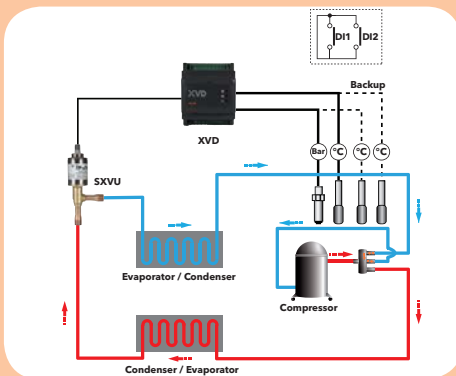 DI1 DI2
Backup
XVD
XVD
Bar °C °C °C
SXVU
Evaporator / Condenser
Compressor
Condenser / Evaporator